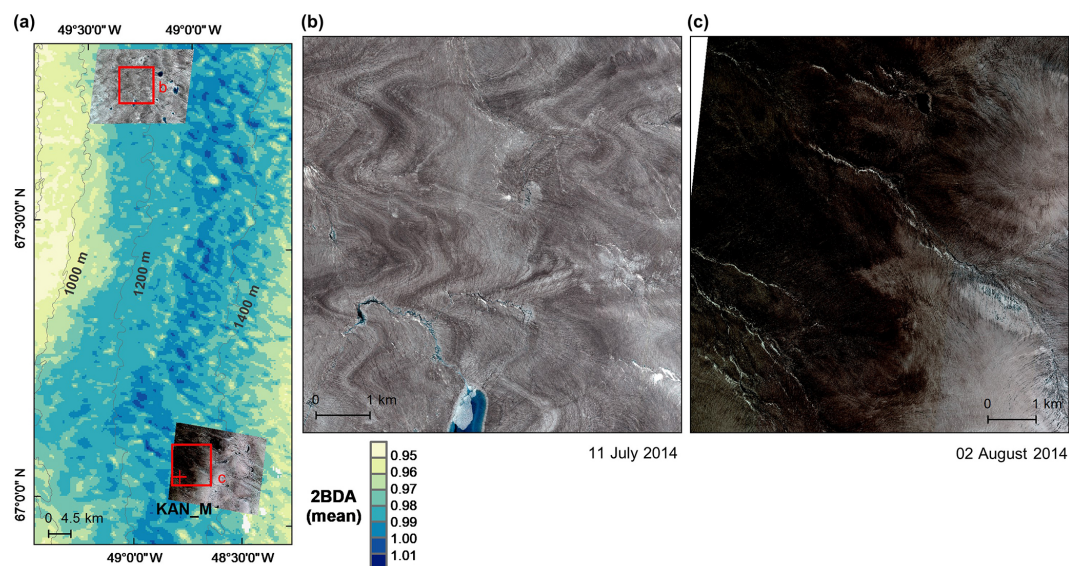 (a)
49°30'0" W 49°0'0" W
67°30'0" N
67°0'0" N
1000 m
1200 m
1400 m
b
c
KAN_M
0 4.5 km
49°0'0" W 48°30'0" W
(b)
0 1 km
11 July 2014
2BDA
(mean)
0.95
0.96
0.97
0.98
0.99
1.00
1.01
(c)
0 1 km
02 August 2014